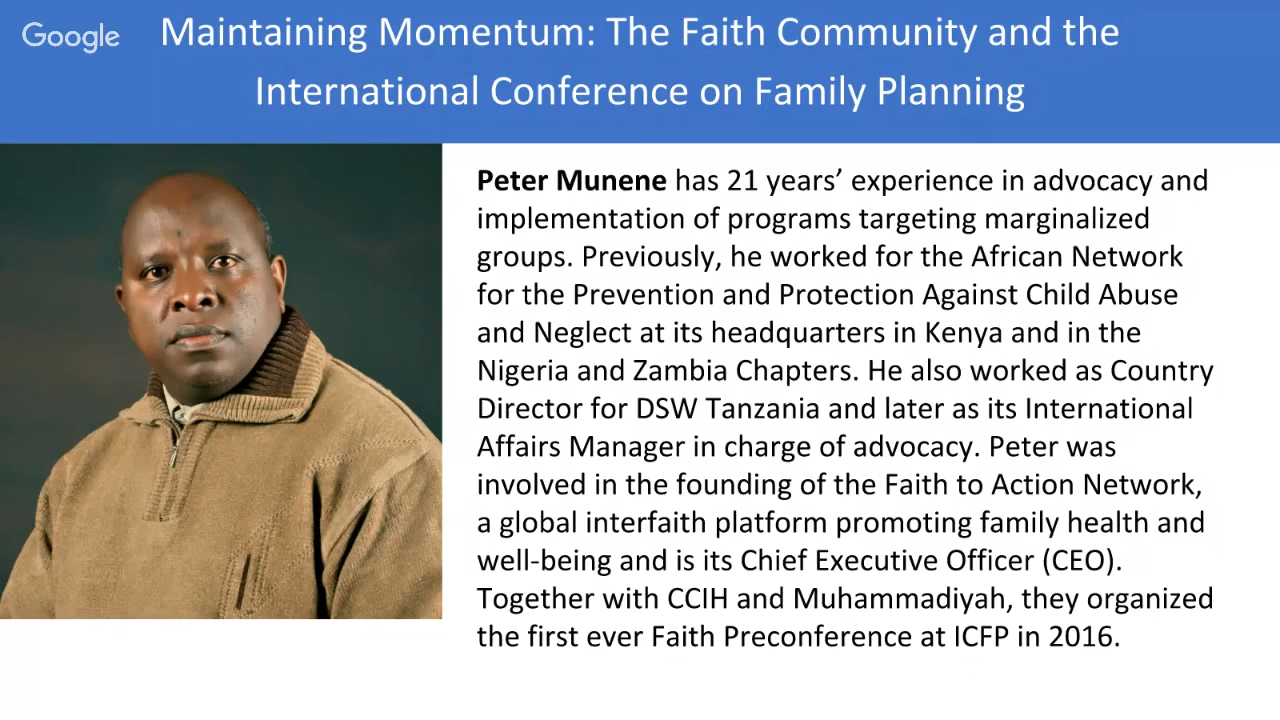 Google
Maintaining Momentum: The Faith Community and the
International Conference on Family Planning
Peter Munene has 21 years’ experience in advocacy and
implementation of programs targeting marginalized
groups. Previously, he worked for the African Network
for the Prevention and Protection Against Child Abuse
and Neglect at its headquarters in Kenya and in the
Nigeria and Zambia Chapters. He also worked as Country
Director for DSW Tanzania and later as its International
Affairs Manager in charge of advocacy. Peter was
involved in the founding of the Faith to Action Network,
a global interfaith platform promoting family health and
well-being and is its Chief Executive Officer (CEO).
Together with CCIH and Muhammadiyah, they organized
the first ever Faith Preconference at ICFP in 2016.